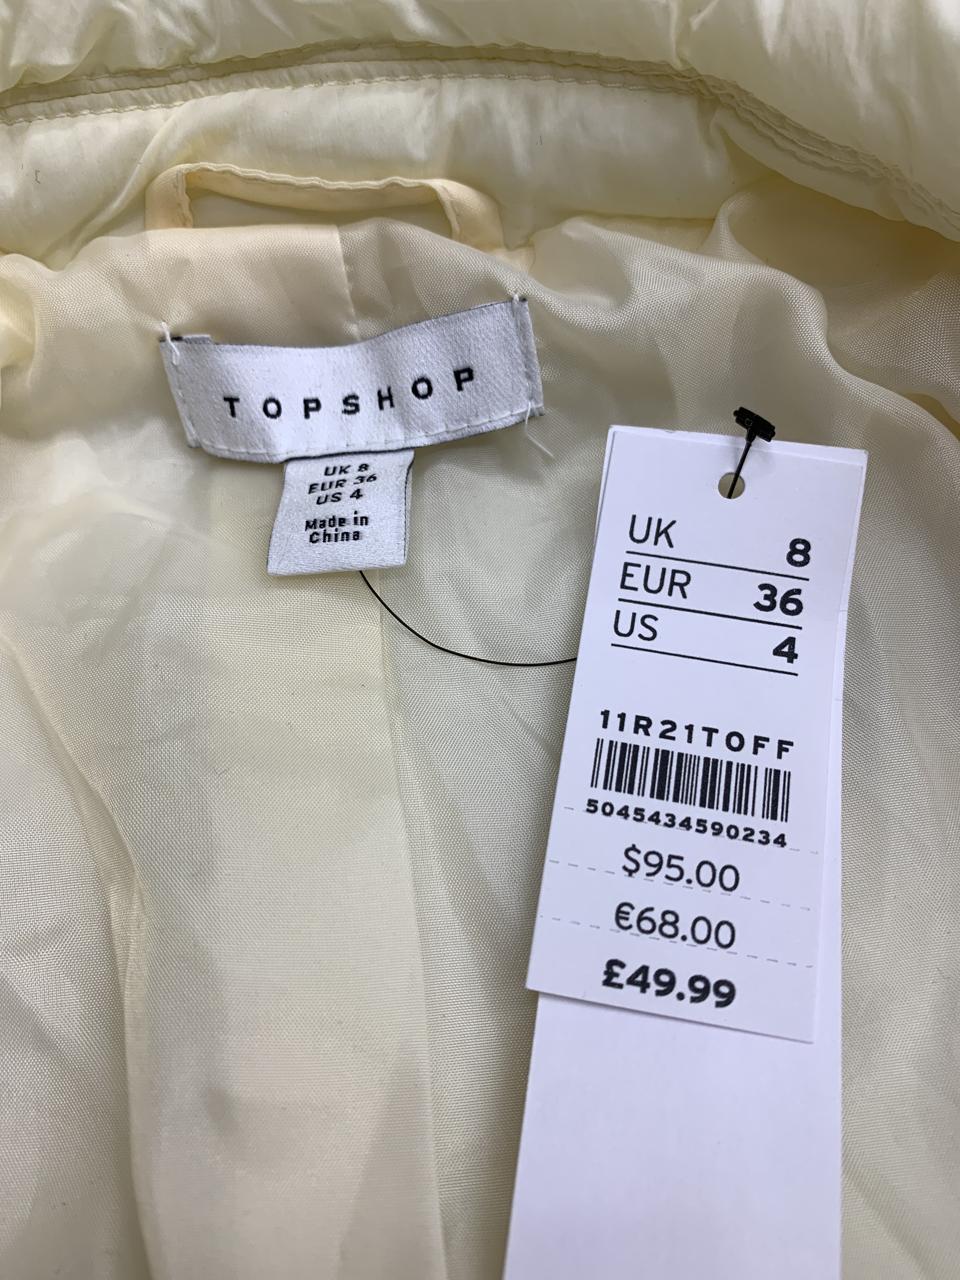 TOPSHOP
UK 8
EUR 36
US 4
Made in
China
UK 8
EUR 36
US 4
11R21TOFF
5045434590234
$95.00
€68.00
£49.99